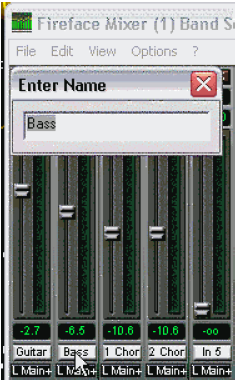 Fireface Mixer (1) Band S
File Edit View Options ?
Enter Name
Bass
-2.7 -6.5 -10.6 -10.6 -oo
Guitar Bass 1 Chor 2 Chor In 5
L Main+ L Main+ L Main+ L Main+ L Main+